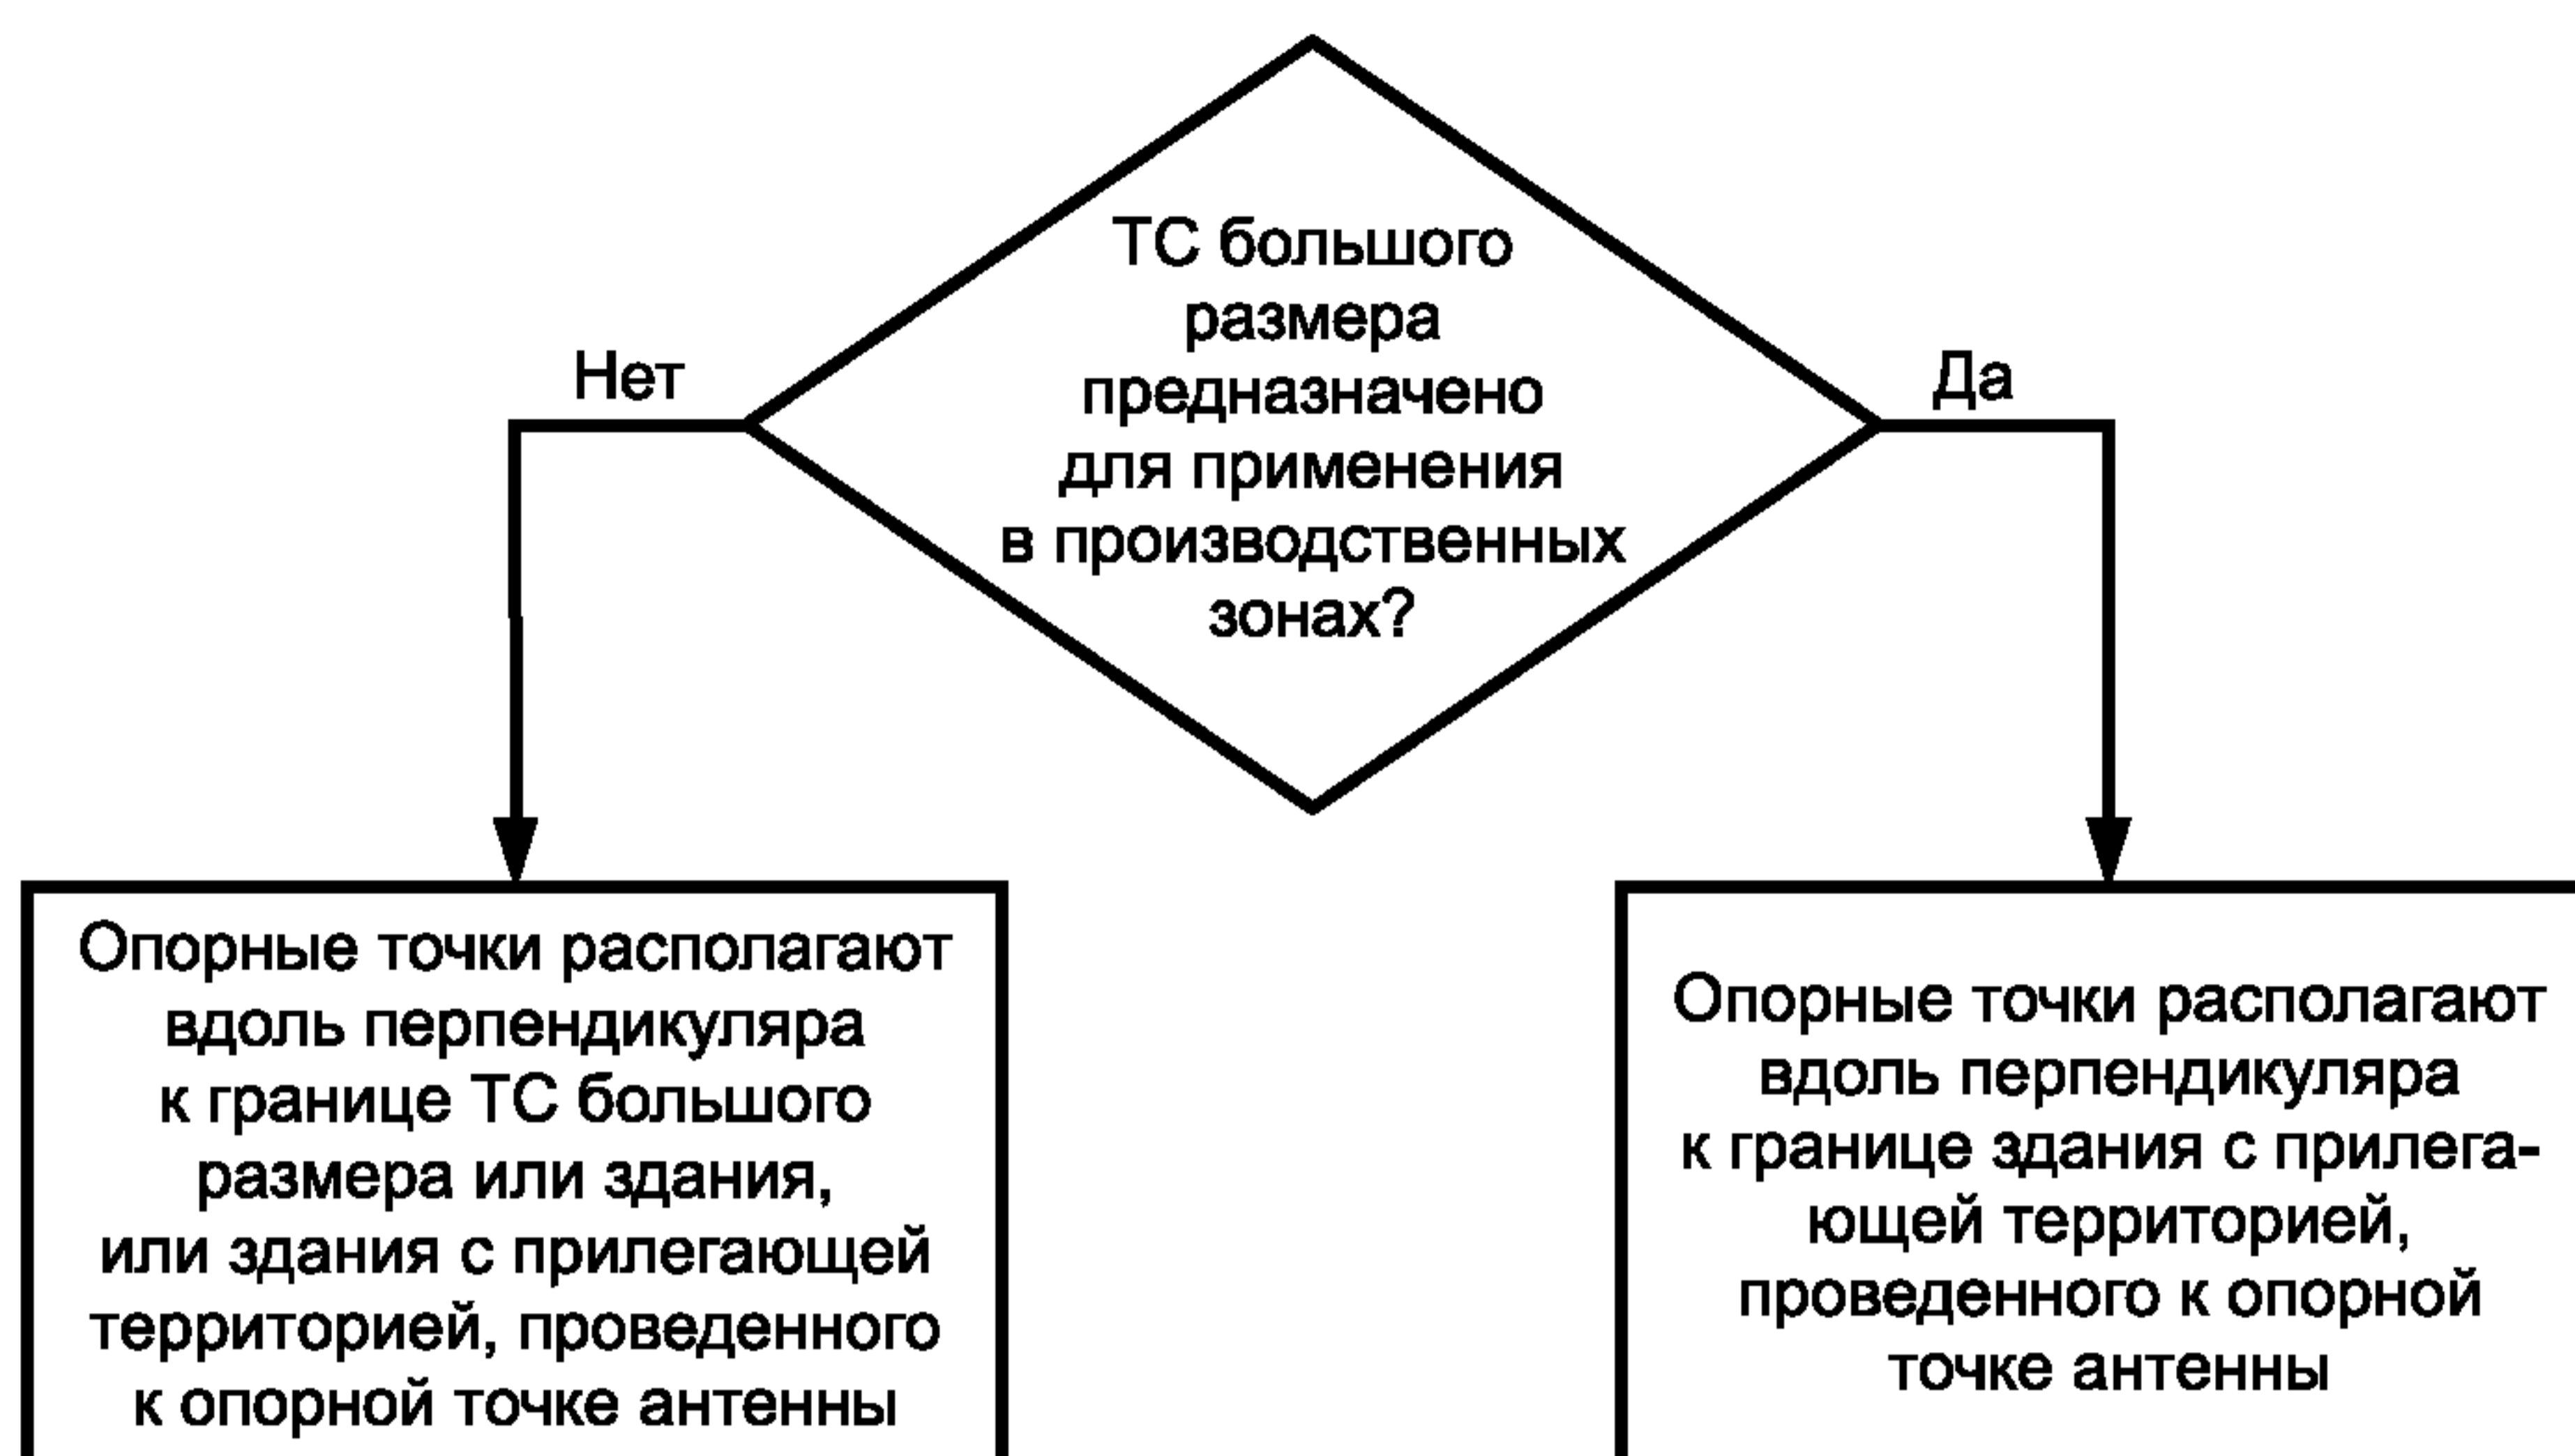 ТС большого
размера
предназначено
для применения
в производственных
зонах?
Нет
Да
Опорные точки располагают
вдоль перпендикуляра
к границе ТС большого
размера или здания,
или здания с прилегающей
территорией, проведенного
к опорной точке антенны
Опорные точки располагают
вдоль перпендикуляра
к границе здания с прилега-
ющей территорией,
проведенного к опорной
точке антенны